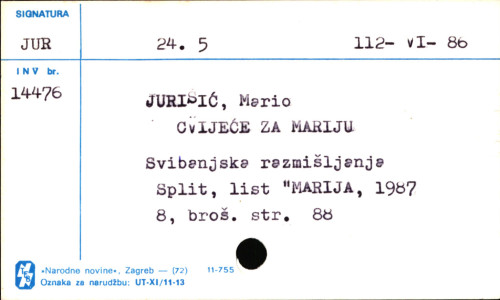 SIGNATURA
JUR 24. 5 112- VI- 86
INV br.
14476
JURIŠIĆ, Mario
CVIJEĆE ZA MARIJU
Svibanjska razmišljanja
Split, list "MARIJA, 1987
8, broš. str. 88
»Narodne novine«, Zagreb — (72) 11-755
Oznaka za narudžbu: UT-XI/11-13